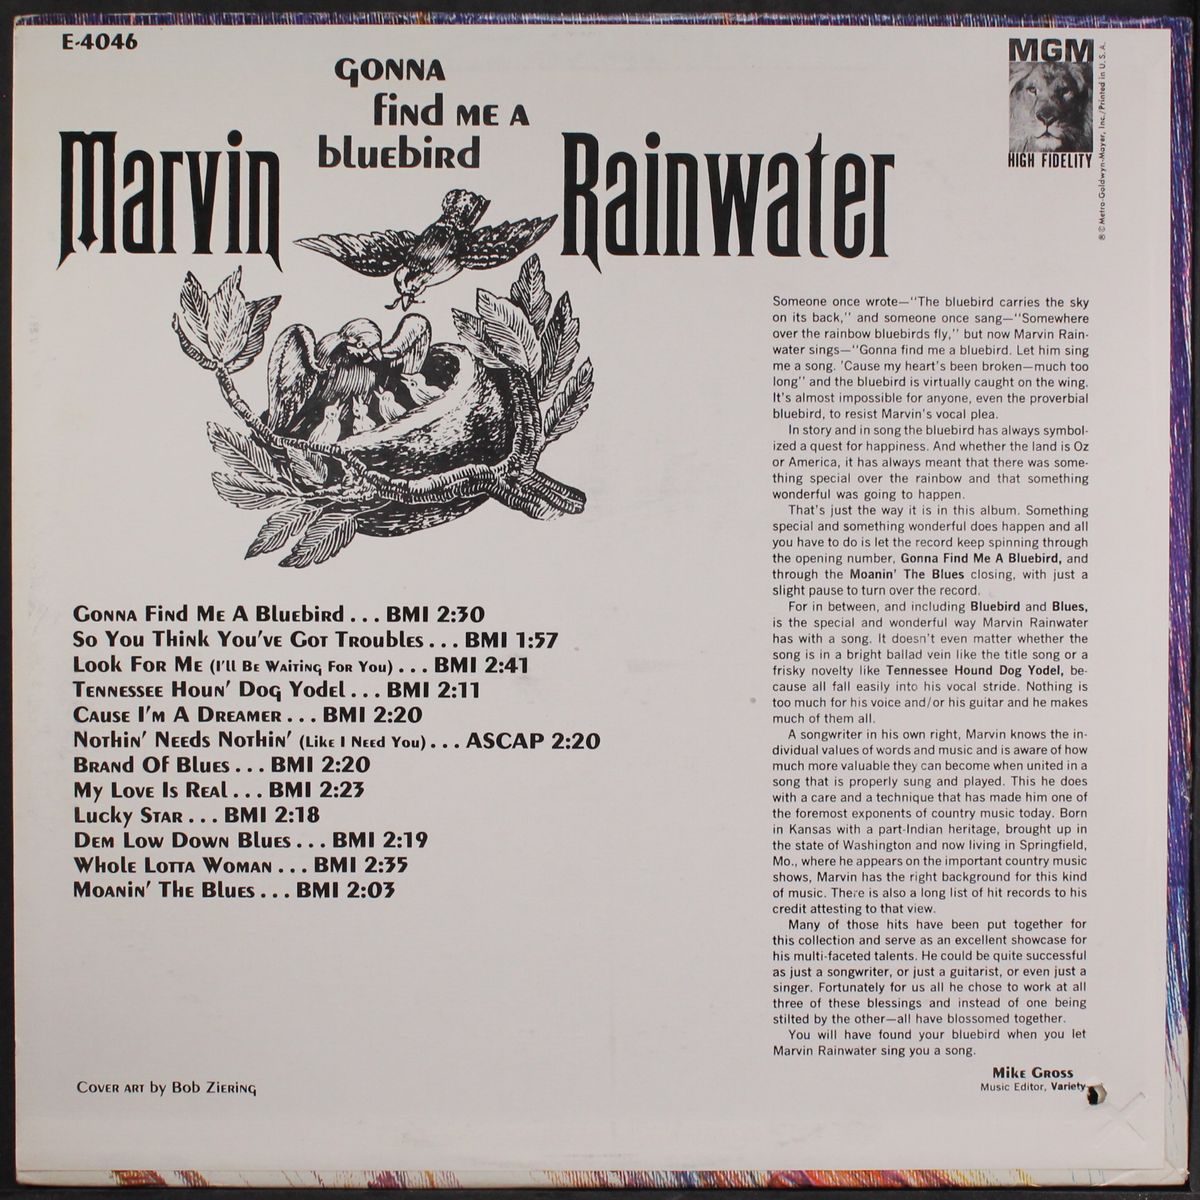 E-4046
GONNA
find ME A
bluebird
Marvin Rainwater
MGM
HIGH FIDELITY
℗ © Metro-Goldwyn-Mayer, Inc./Printed in U.S.A.
Someone once wrote—"The bluebird carries the sky
on its back," and someone once sang—"Somewhere
over the rainbow bluebirds fly," but now Marvin Rain-
water sings—"Gonna find me a bluebird. Let him sing
me a song. 'Cause my heart's been broken—much too
long" and the bluebird is virtually caught on the wing.
It's almost impossible for anyone, even the proverbial
bluebird, to resist Marvin's vocal plea.
In story and in song the bluebird has always symbol-
ized a quest for happiness. And whether the land is Oz
or America, it has always meant that there was some-
thing special over the rainbow and that something
wonderful was going to happen.
That's just the way it is in this album. Something
special and something wonderful does happen and all
you have to do is let the record keep spinning through
the opening number, Gonna Find Me A Bluebird, and
through the Moanin' The Blues closing, with just a
slight pause to turn over the record.
For in between, and including Bluebird and Blues,
is the special and wonderful way Marvin Rainwater
has with a song. It doesn't even matter whether the
song is in a bright ballad vein like the title song or a
frisky novelty like Tennessee Hound Dog Yodel, be-
cause all fall easily into his vocal stride. Nothing is
too much for his voice and/or his guitar and he makes
much of them all.
A songwriter in his own right, Marvin knows the in-
dividual values of words and music and is aware of how
much more valuable they can become when united in a
song that is properly sung and played. This he does
with a care and a technique that has made him one of
the foremost exponents of country music today. Born
in Kansas with a part-Indian heritage, brought up in
the state of Washington and now living in Springfield,
Mo., where he appears on the important country music
shows, Marvin has the right background for this kind
of music. There is also a long list of hit records to his
credit attesting to that view.
Many of those hits have been put together for
this collection and serve as an excellent showcase for
his multi-faceted talents. He could be quite successful
as just a songwriter, or just a guitarist, or even just a
singer. Fortunately for us all he chose to work at all
three of these blessings and instead of one being
stilted by the other—all have blossomed together.
You will have found your bluebird when you let
Marvin Rainwater sing you a song.
Mike Gross
Music Editor, Variety
Gonna Find Me A Bluebird . . . BMI 2:30
So You Think You've Got Troubles . . . BMI 1:57
Look For Me (I'll Be Waiting For You) . . . BMI 2:41
Tennessee Houn' Dog Yodel . . . BMI 2:11
Cause I'm A Dreamer . . . BMI 2:20
Nothin' Needs Nothin' (Like I Need You) . . . ASCAP 2:20
Brand Of Blues . . . BMI 2:20
My Love Is Real . . . BMI 2:23
Lucky Star . . . BMI 2:18
Dem Low Down Blues . . . BMI 2:19
Whole Lotta Woman . . . BMI 2:35
Moanin' The Blues . . . BMI 2:03
Cover art by Bob Ziering